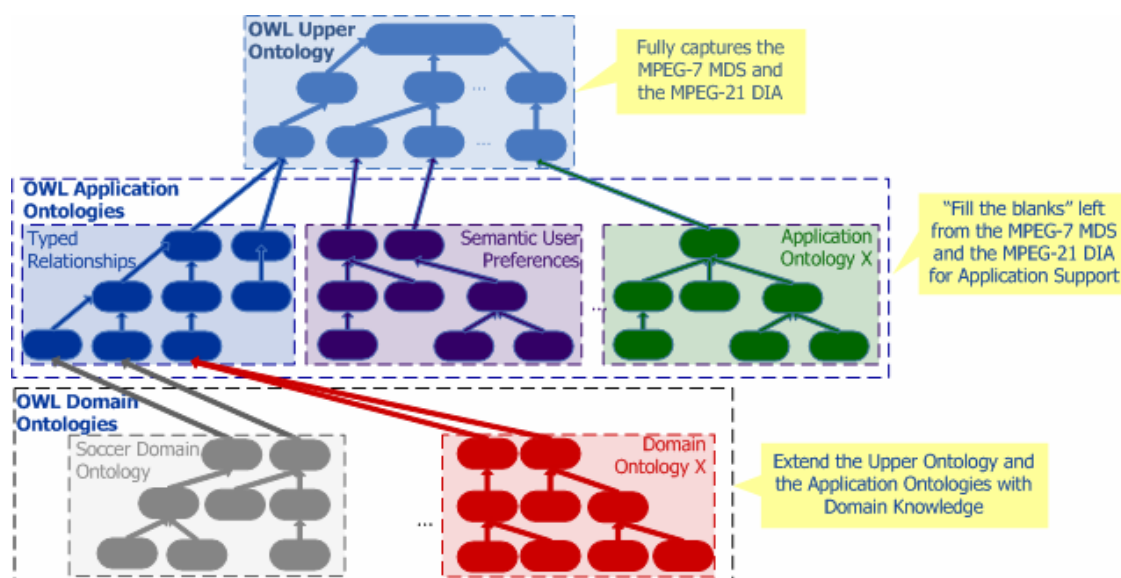 OWL Upper
Ontology
Fully captures the
MPEG-7 MDS and
the MPEG-21 DIA
...
...
OWL Application
Ontologies
Typed
Relationships
Semantic User
Preferences
Application
Ontology X
...
“Fill the blanks” left
from the MPEG-7 MDS
and the MPEG-21 DIA
for Application Support
OWL Domain
Ontologies
Soccer Domain
Ontology
...
Domain
Ontology X
Extend the Upper Ontology and
the Application Ontologies with
Domain Knowledge